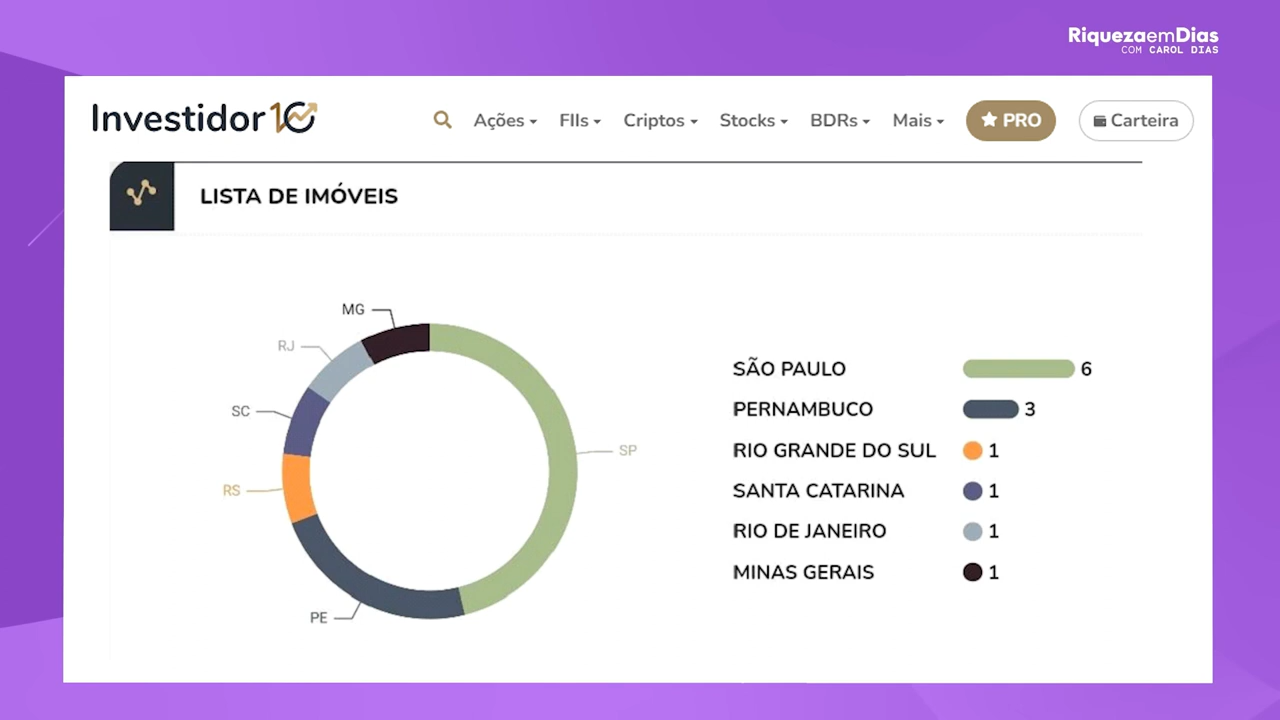 RiquezaemDias
COM CAROL DIAS
Investidor10
Ações
FIIs
Criptos
Stocks
BDRs
Mais
PRO
Carteira
LISTA DE IMÓVEIS
MG
RJ
SC
SP
RS
PE
SÃO PAULO 6
PERNAMBUCO 3
RIO GRANDE DO SUL 1
SANTA CATARINA 1
RIO DE JANEIRO 1
MINAS GERAIS 1